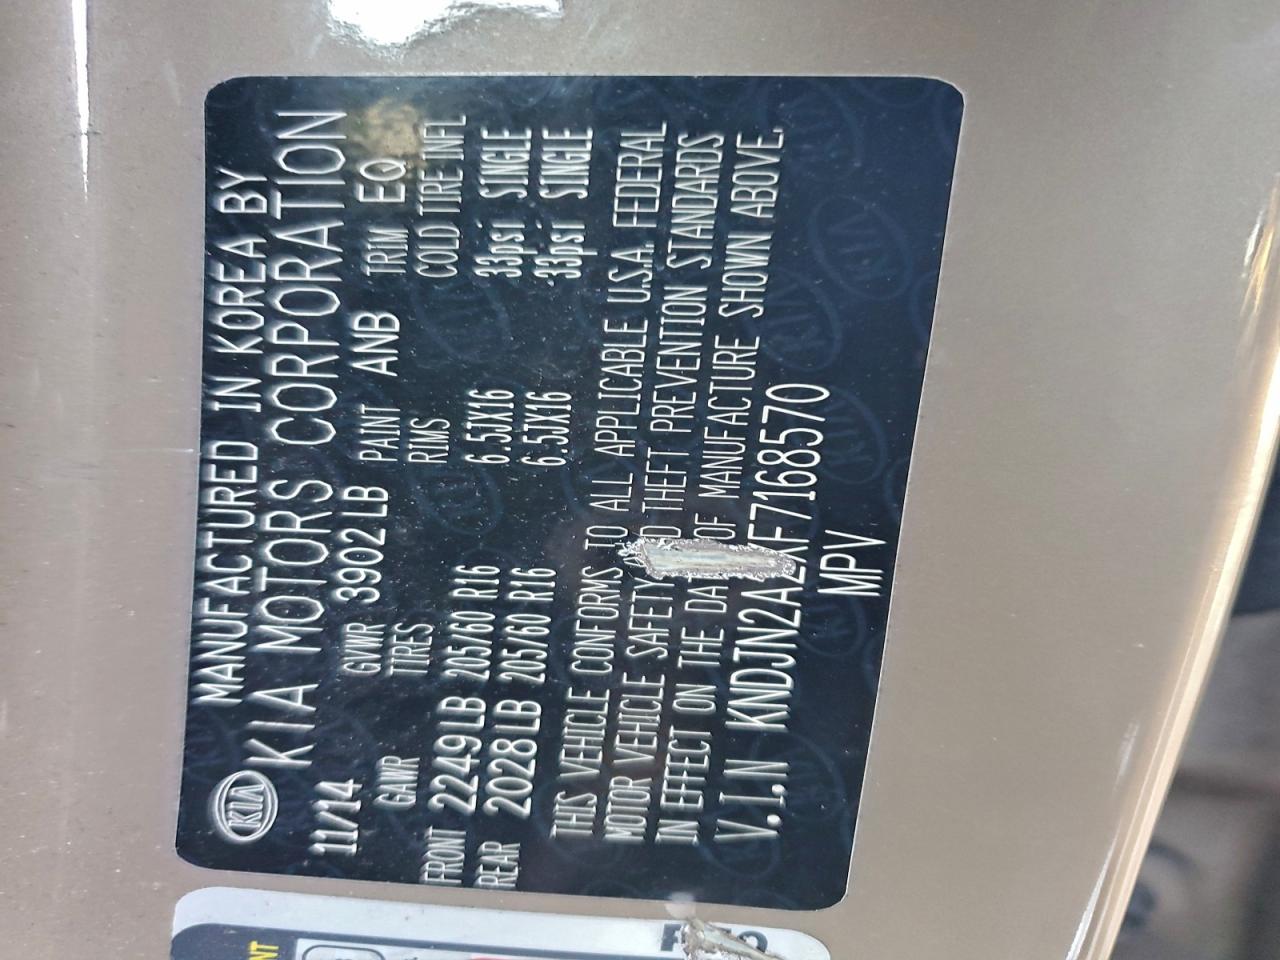 MANUFACTURED IN KOREA BY
KIA KIA MOTORS CORPORATION
11/14 GVWR 3902LB PAINT ANB TRIM EQ
GAWR TIRES RIMS COLD TIRE INFL
FRONT 2249LB 205/60 R16 6.5JX16 33psi SINGLE
REAR 2028LB 205/60 R16 6.5JX16 33psi SINGLE
THIS VEHICLE CONFORMS TO ALL APPLICABLE U.S.A. FEDERAL
MOTOR VEHICLE SAFETY THEFT PREVENTION STANDARDS
IN EFFECT ON THE OF MANUFACTURE SHOWN ABOVE.
V.I.N KNDJN2A2XF7168570
MPV